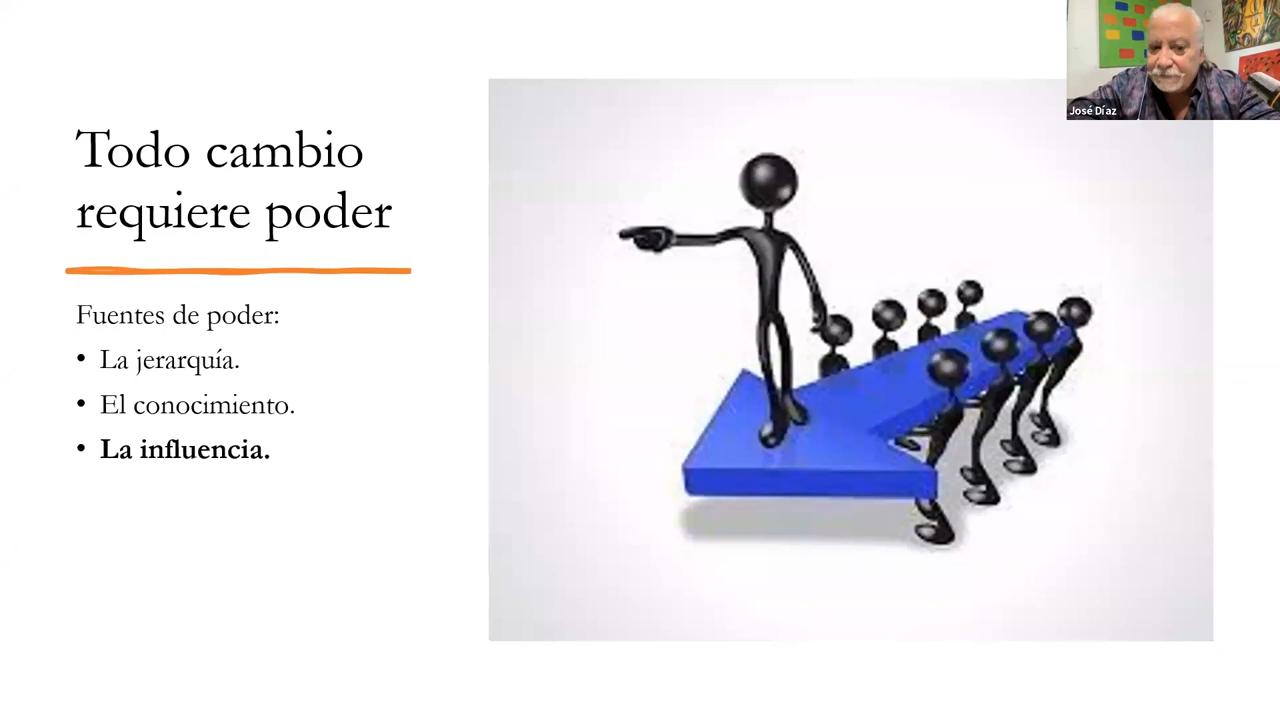 Todo cambio
requiere poder
Fuentes de poder:
• La jerarquía.
• El conocimiento.
• La influencia.
José Díaz